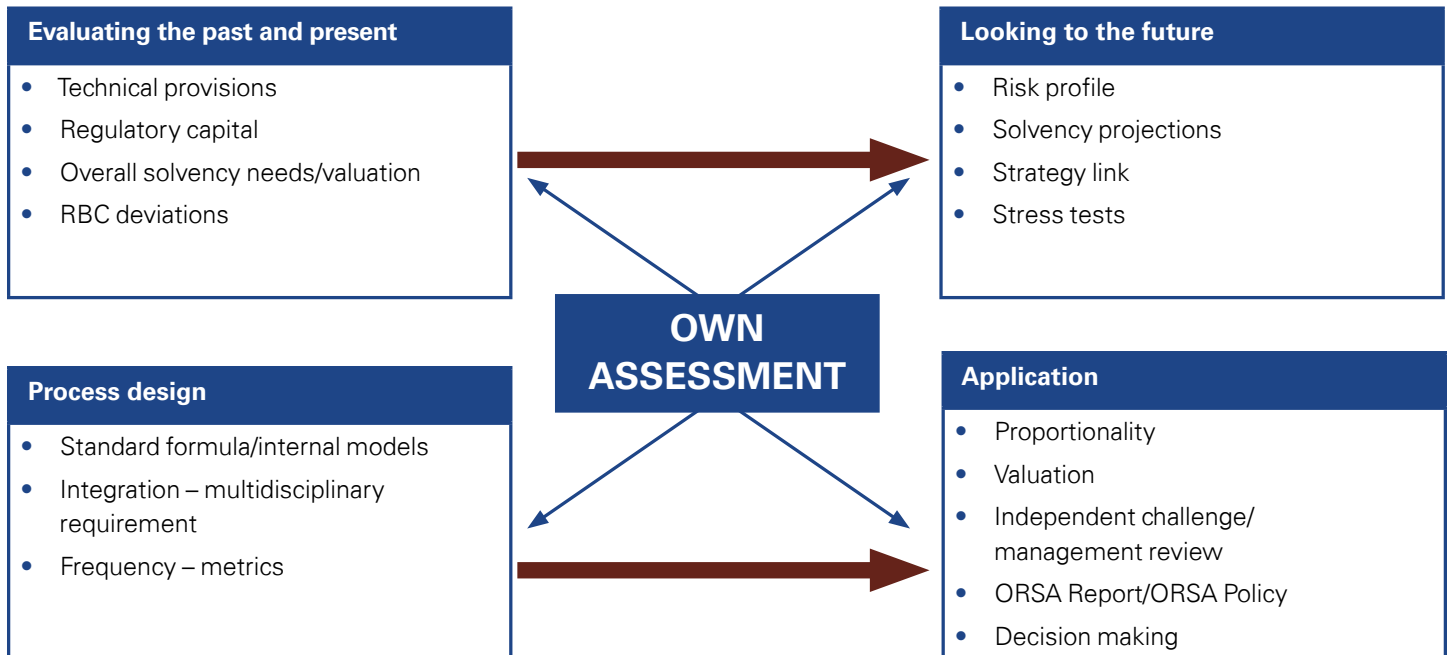 Evaluating the past and present
• Technical provisions
• Regulatory capital
• Overall solvency needs/valuation
• RBC deviations
Looking to the future
• Risk profile
• Solvency projections
• Strategy link
• Stress tests
OWN
ASSESSMENT
Process design
• Standard formula/internal models
• Integration – multidisciplinary
requirement
• Frequency – metrics
Application
• Proportionality
• Valuation
• Independent challenge/
management review
• ORSA Report/ORSA Policy
• Decision making